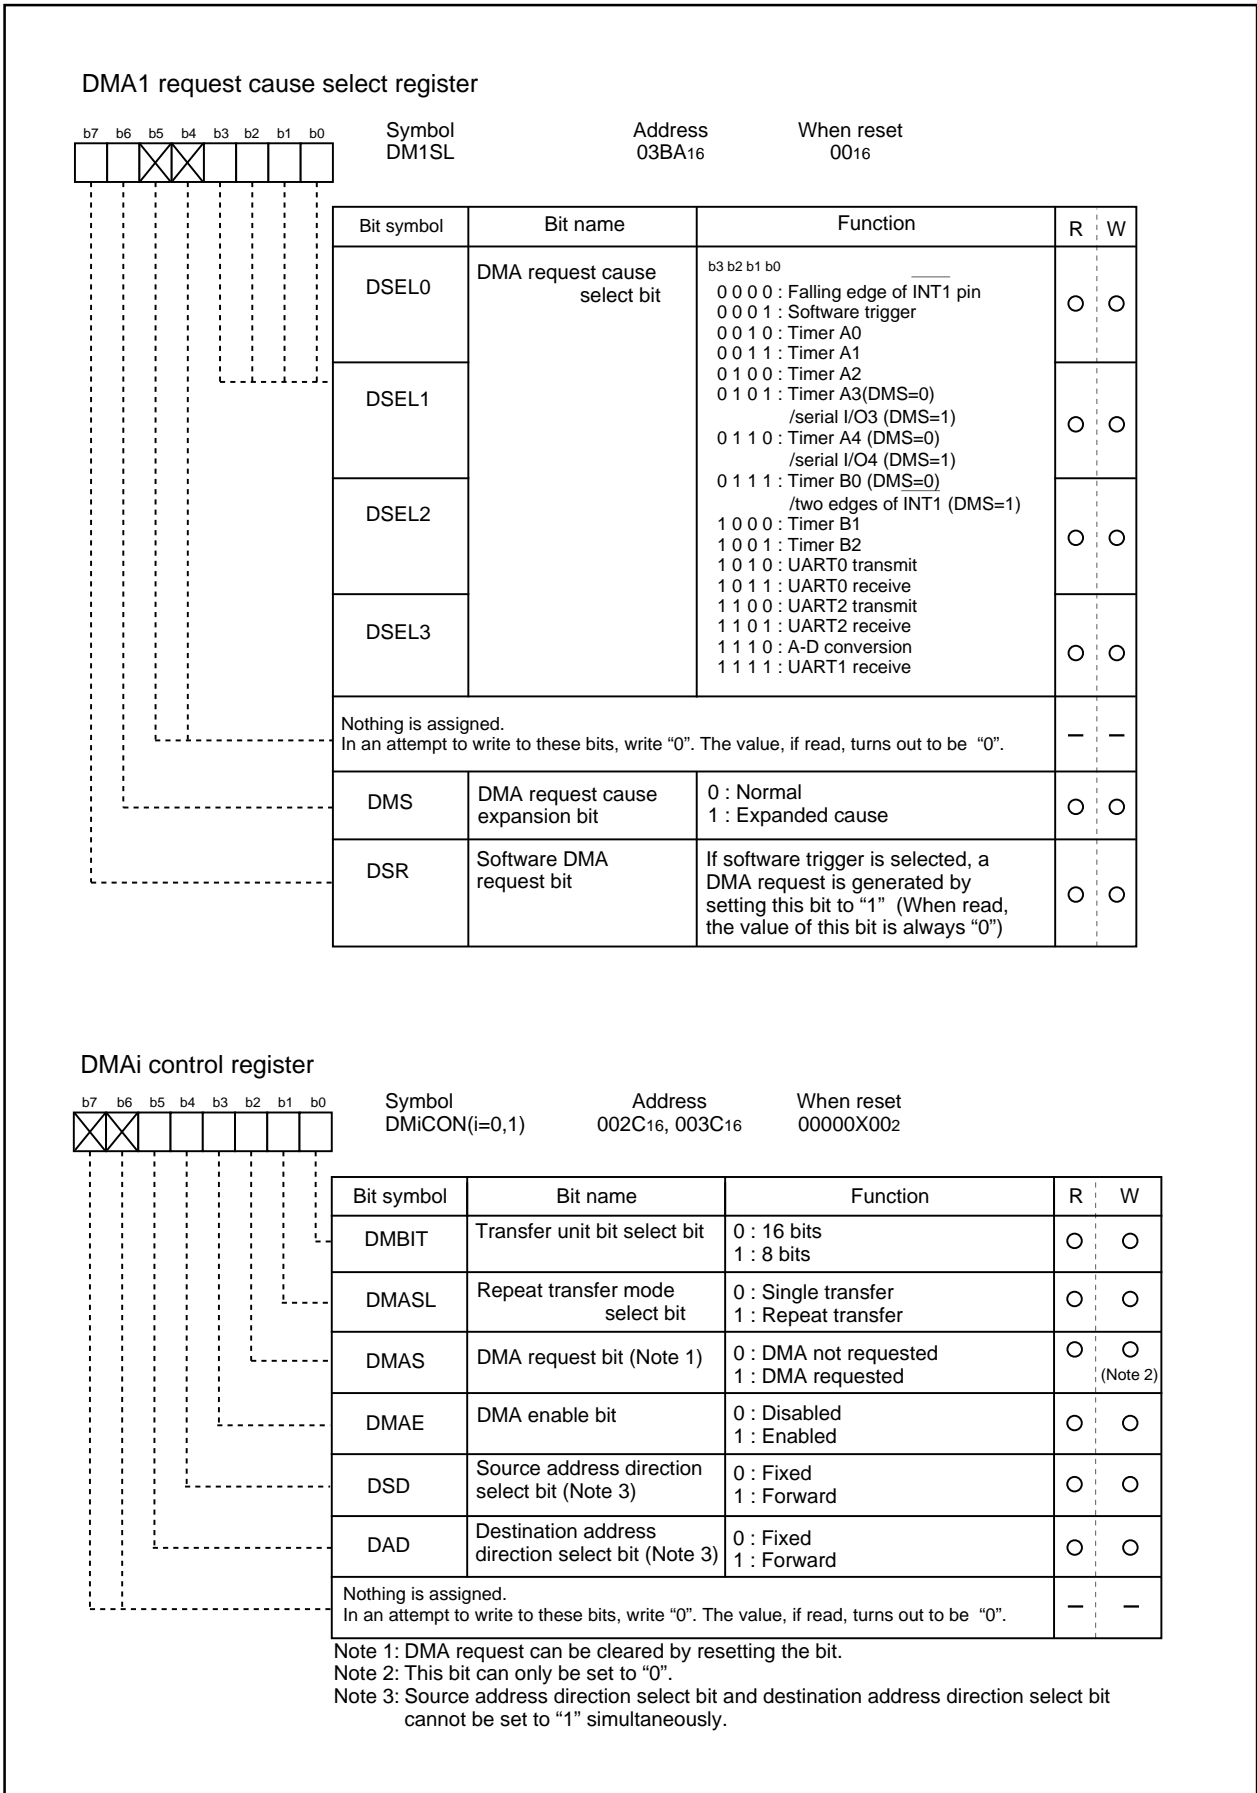 DMA1 request cause select register
b7 b6 b5 b4 b3 b2 b1 b0
Symbol Address When reset
DM1SL 03BA16 0016
Bit symbol Bit name Function R W
DSEL0
DMA request cause
select bit
b3 b2 b1 b0
0 0 0 0 : Falling edge of INT1 pin
0 0 0 1 : Software trigger
0 0 1 0 : Timer A0
0 0 1 1 : Timer A1
0 1 0 0 : Timer A2
0 1 0 1 : Timer A3(DMS=0)
/serial I/O3 (DMS=1)
0 1 1 0 : Timer A4 (DMS=0)
/serial I/O4 (DMS=1)
0 1 1 1 : Timer B0 (DMS=0)
/two edges of INT1 (DMS=1)
1 0 0 0 : Timer B1
1 0 0 1 : Timer B2
1 0 1 0 : UART0 transmit
1 0 1 1 : UART0 receive
1 1 0 0 : UART2 transmit
1 1 0 1 : UART2 receive
1 1 1 0 : A-D conversion
1 1 1 1 : UART1 receive
DSEL1
DSEL2
DSEL3
Nothing is assigned.
In an attempt to write to these bits, write “0”. The value, if read, turns out to be “0”.
DMS
DMA request cause
expansion bit
0 : Normal
1 : Expanded cause
DSR
Software DMA
request bit
If software trigger is selected, a
DMA request is generated by
setting this bit to “1” (When read,
the value of this bit is always “0”)
DMAi control register
b7 b6 b5 b4 b3 b2 b1 b0
Symbol Address When reset
DMiCON(i=0,1) 002C16, 003C16 00000X002
Bit symbol Bit name Function R W
DMBIT
Transfer unit bit select bit
0 : 16 bits
1 : 8 bits
DMASL
Repeat transfer mode
select bit
0 : Single transfer
1 : Repeat transfer
DMAS
DMA request bit (Note 1)
0 : DMA not requested
1 : DMA requested
(Note 2)
DMAE
DMA enable bit
0 : Disabled
1 : Enabled
DSD
Source address direction
select bit (Note 3)
0 : Fixed
1 : Forward
DAD
Destination address
direction select bit (Note 3)
0 : Fixed
1 : Forward
Nothing is assigned.
In an attempt to write to these bits, write “0”. The value, if read, turns out to be “0”.
Note 1: DMA request can be cleared by resetting the bit.
Note 2: This bit can only be set to “0”.
Note 3: Source address direction select bit and destination address direction select bit
cannot be set to “1” simultaneously.